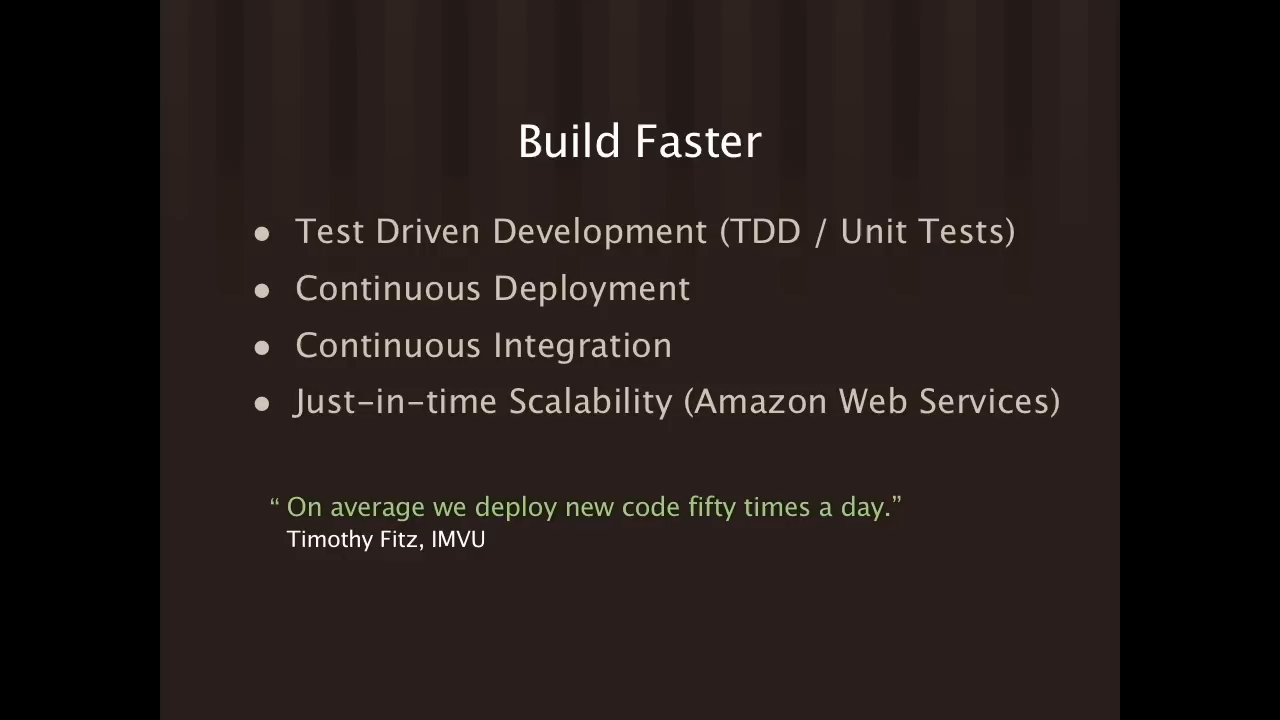 Build Faster
● Test Driven Development (TDD / Unit Tests)
● Continuous Deployment
● Continuous Integration
● Just-in-time Scalability (Amazon Web Services)
“ On average we deploy new code fifty times a day.”
Timothy Fitz, IMVU